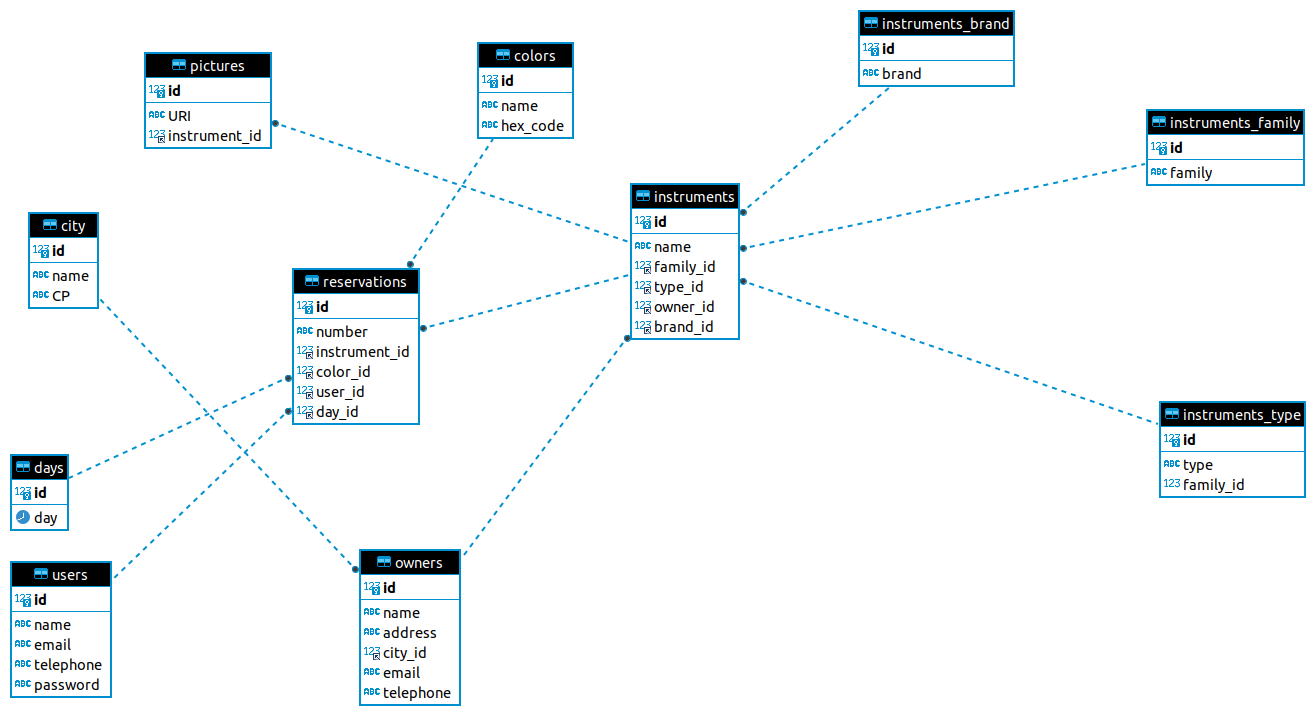 pictures
id
URI
instrument_id
colors
id
name
hex_code
instruments_brand
id
brand
instruments_family
id
family
instruments
id
name
family_id
type_id
owner_id
brand_id
city
id
name
CP
reservations
id
number
instrument_id
color_id
user_id
day_id
instruments_type
id
type
family_id
days
id
day
users
id
name
email
telephone
password
owners
id
name
address
city_id
email
telephone